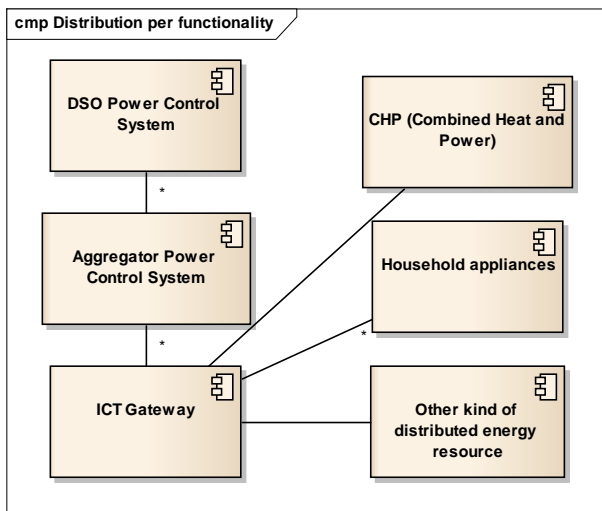 cmp Distribution per functionality
DSO Power Control
System
CHP (Combined Heat and
Power)
*
Aggregator Power
Control System
Household appliances
*
*
ICT Gateway
Other kind of
distributed energy
resource